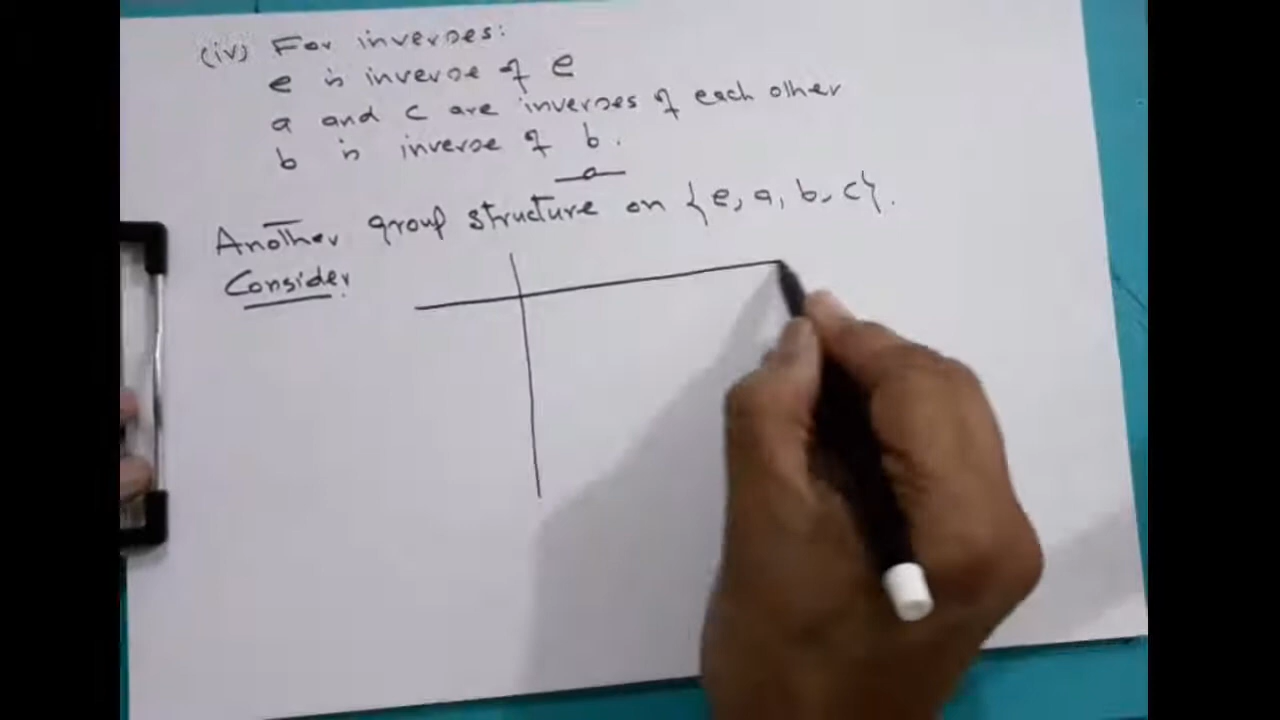 (iv) For inverses:
e is inverse of e
a and c are inverses of each other
b is inverse of b.
Another group structure on {e, a, b, c}.
Consider